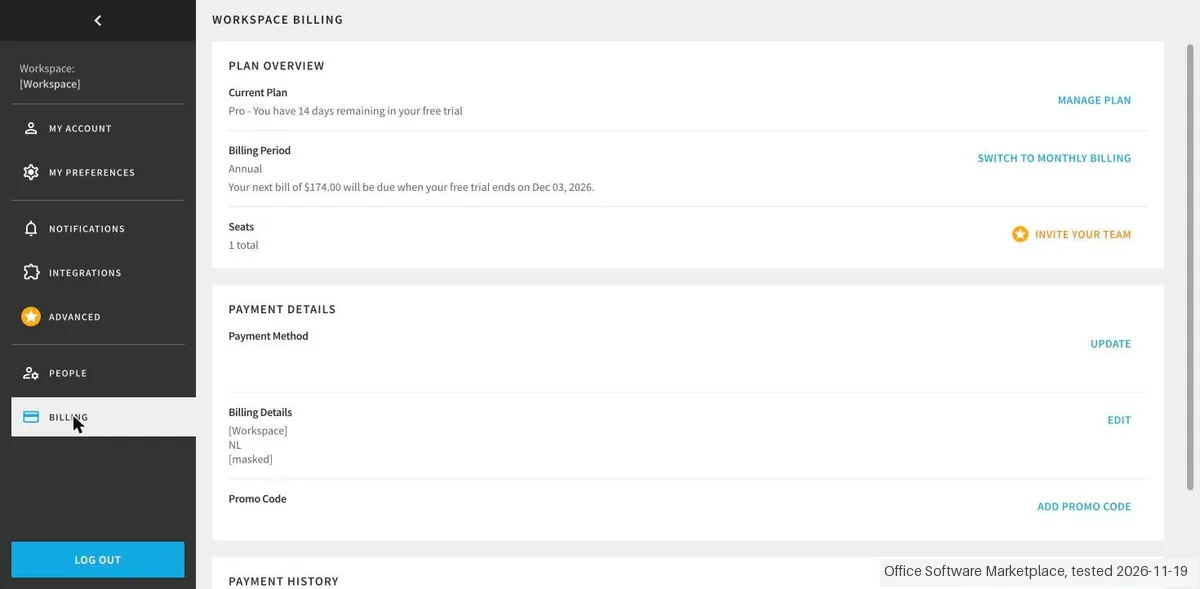 WORKSPACE BILLING
Workspace:
[Workspace]
MY ACCOUNT
MY PREFERENCES
NOTIFICATIONS
INTEGRATIONS
ADVANCED
PEOPLE
BILLING
LOG OUT
PLAN OVERVIEW
Current Plan
Pro - You have 14 days remaining in your free trial
MANAGE PLAN
Billing Period
Annual
Your next bill of $174.00 will be due when your free trial ends on Dec 03, 2026.
SWITCH TO MONTHLY BILLING
Seats
1 total
INVITE YOUR TEAM
PAYMENT DETAILS
Payment Method
UPDATE
Billing Details
[Workspace]
NL
[masked]
EDIT
Promo Code
ADD PROMO CODE
PAYMENT HISTORY
Office Software Marketplace, tested 2026-11-19